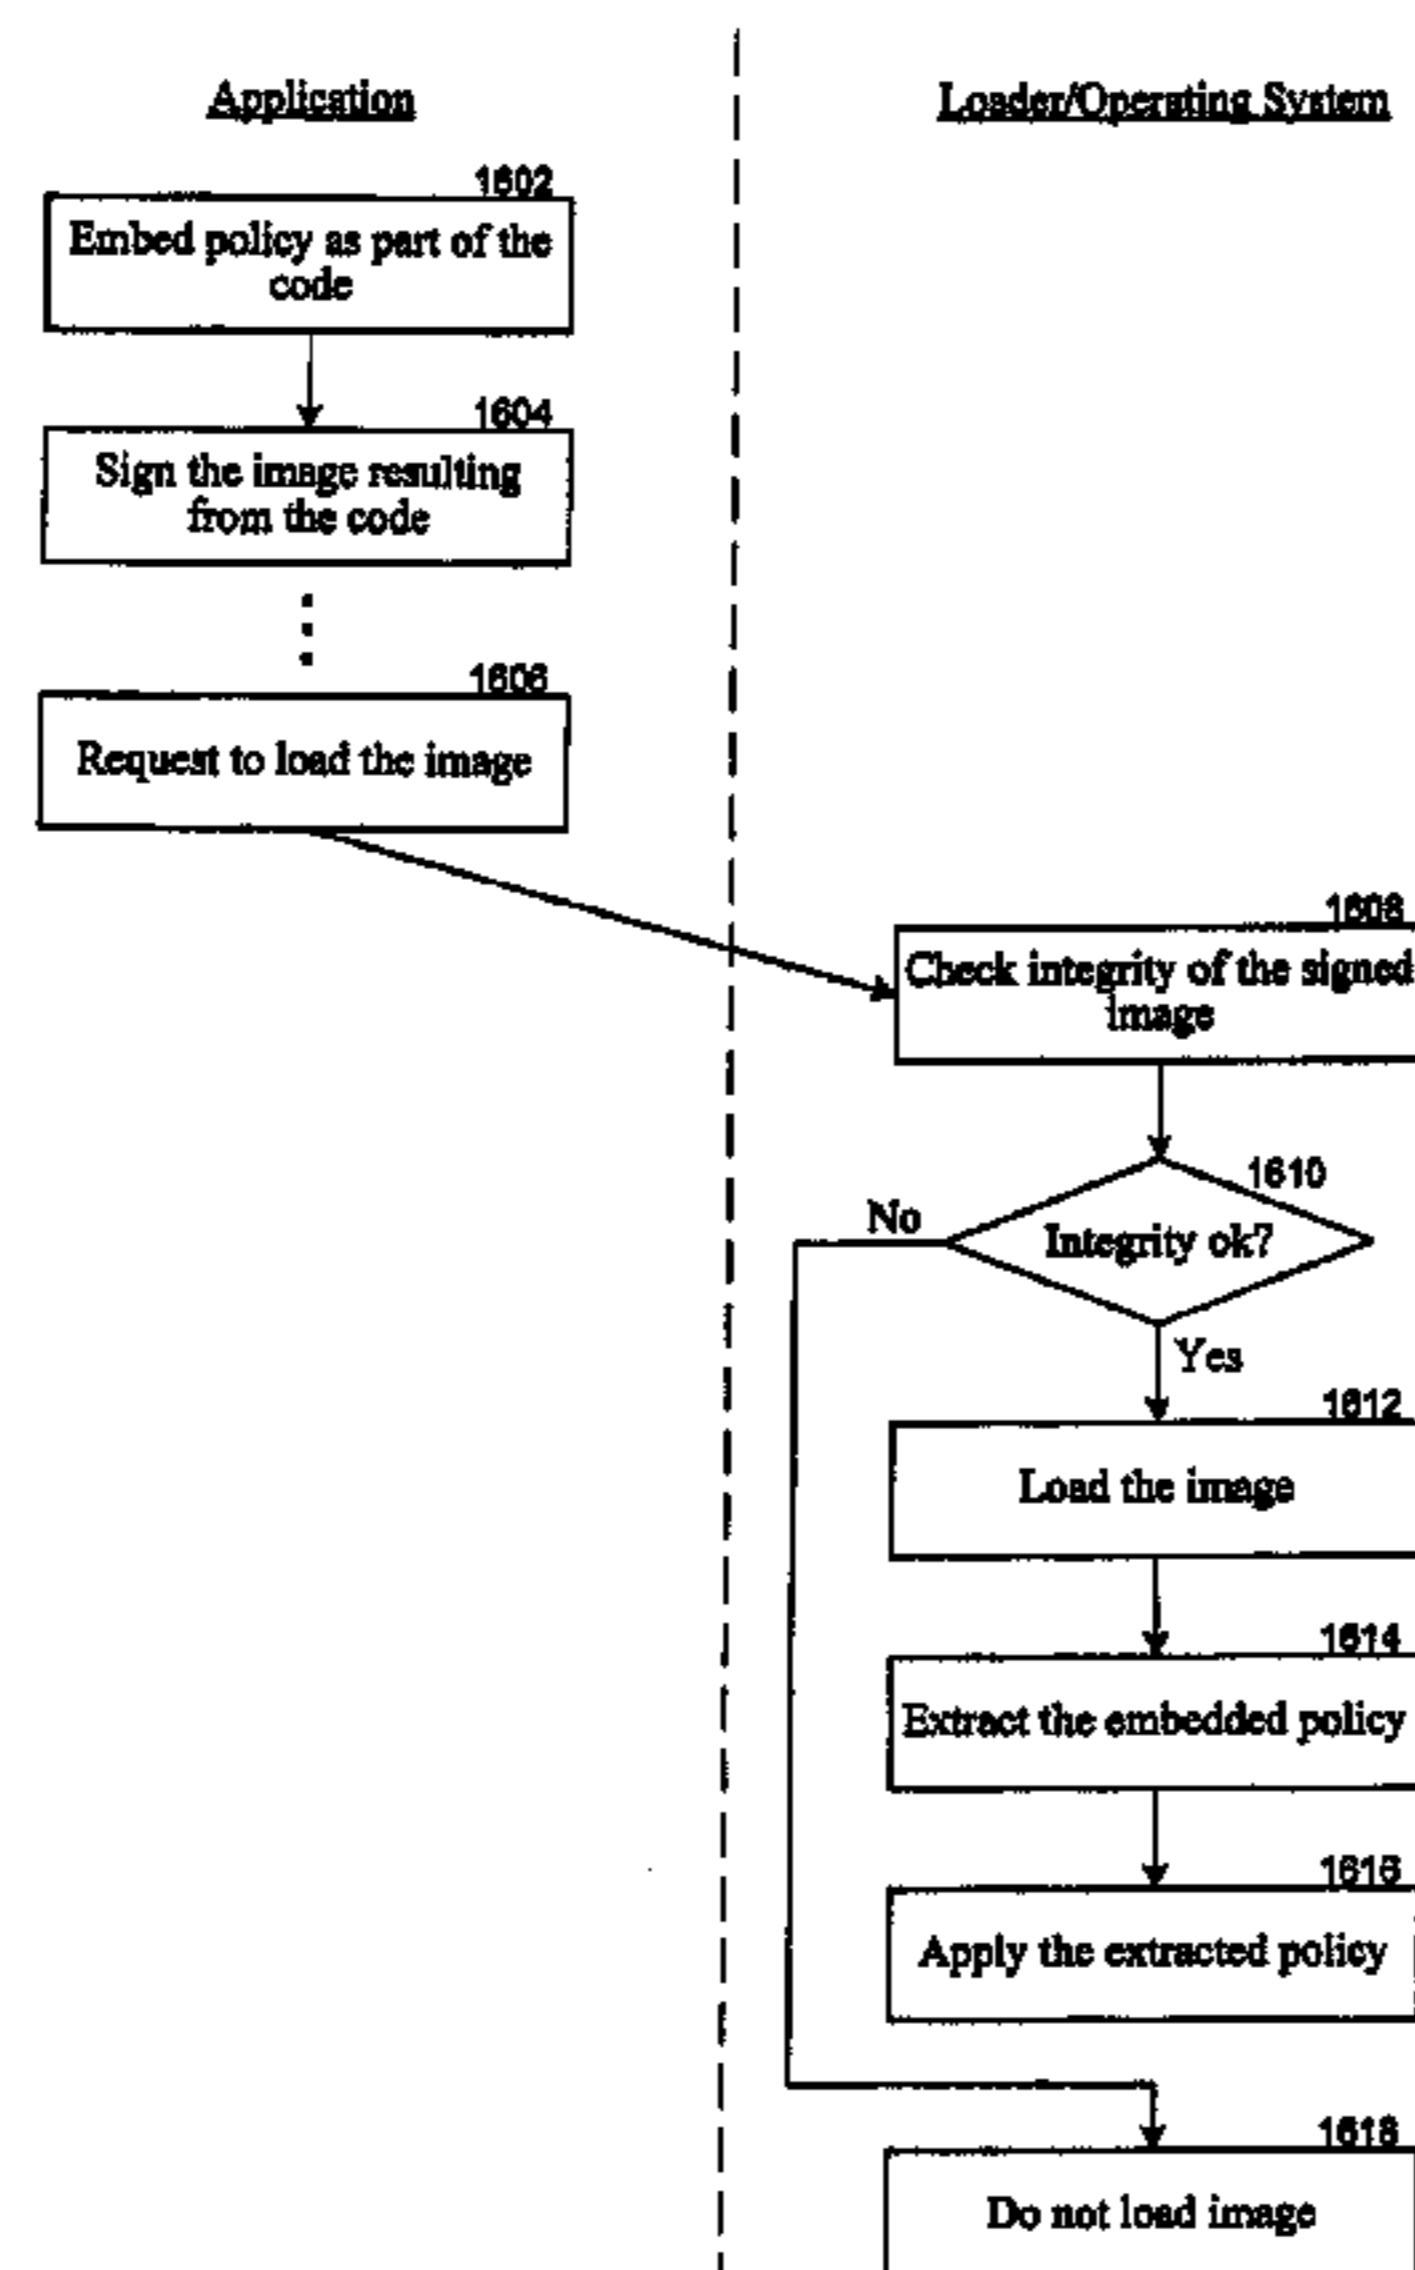 Application
Loader/Operating System
1602
Embed policy as part of the
code
1604
Sign the image resulting
from the code
1606
Request to load the image
1608
Check integrity of the signed
image
1610
No
Integrity ok?
Yes
1612
Load the image
1614
Extract the embedded policy
1616
Apply the extracted policy
1618
Do not load image